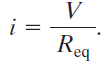 i = V / R_eq.